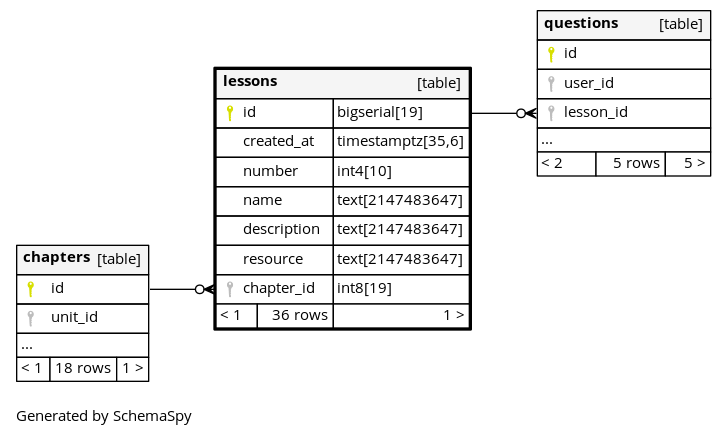 questions [table]
id
user_id
lesson_id
...
< 2 5 rows 5 >
lessons [table]
id bigserial[19]
created_at timestamptz[35,6]
number int4[10]
name text[2147483647]
description text[2147483647]
resource text[2147483647]
chapter_id int8[19]
< 1 36 rows 1 >
chapters [table]
id
unit_id
...
< 1 18 rows 1 >
Generated by SchemaSpy